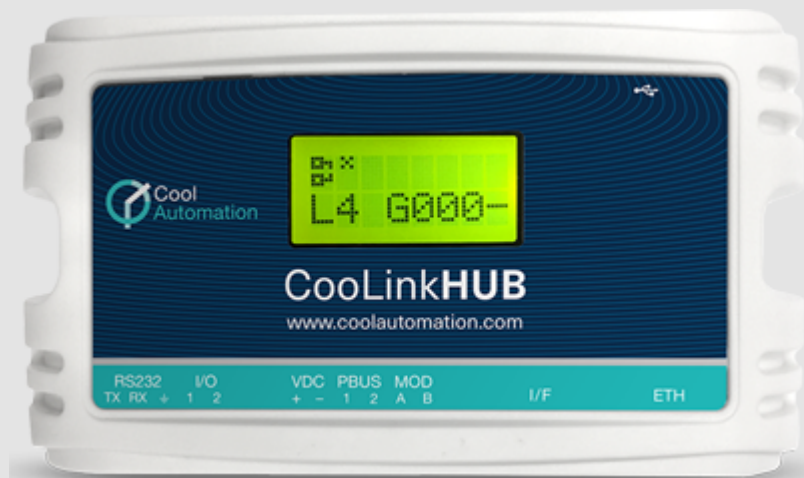 L4 G000-
Cool
Automation
CooLinkHUB
www.coolautomation.com
RS232 I/O VDC PBUS MOD I/F ETH
TX RX ⏚ 1 2 + - 1 2 A B